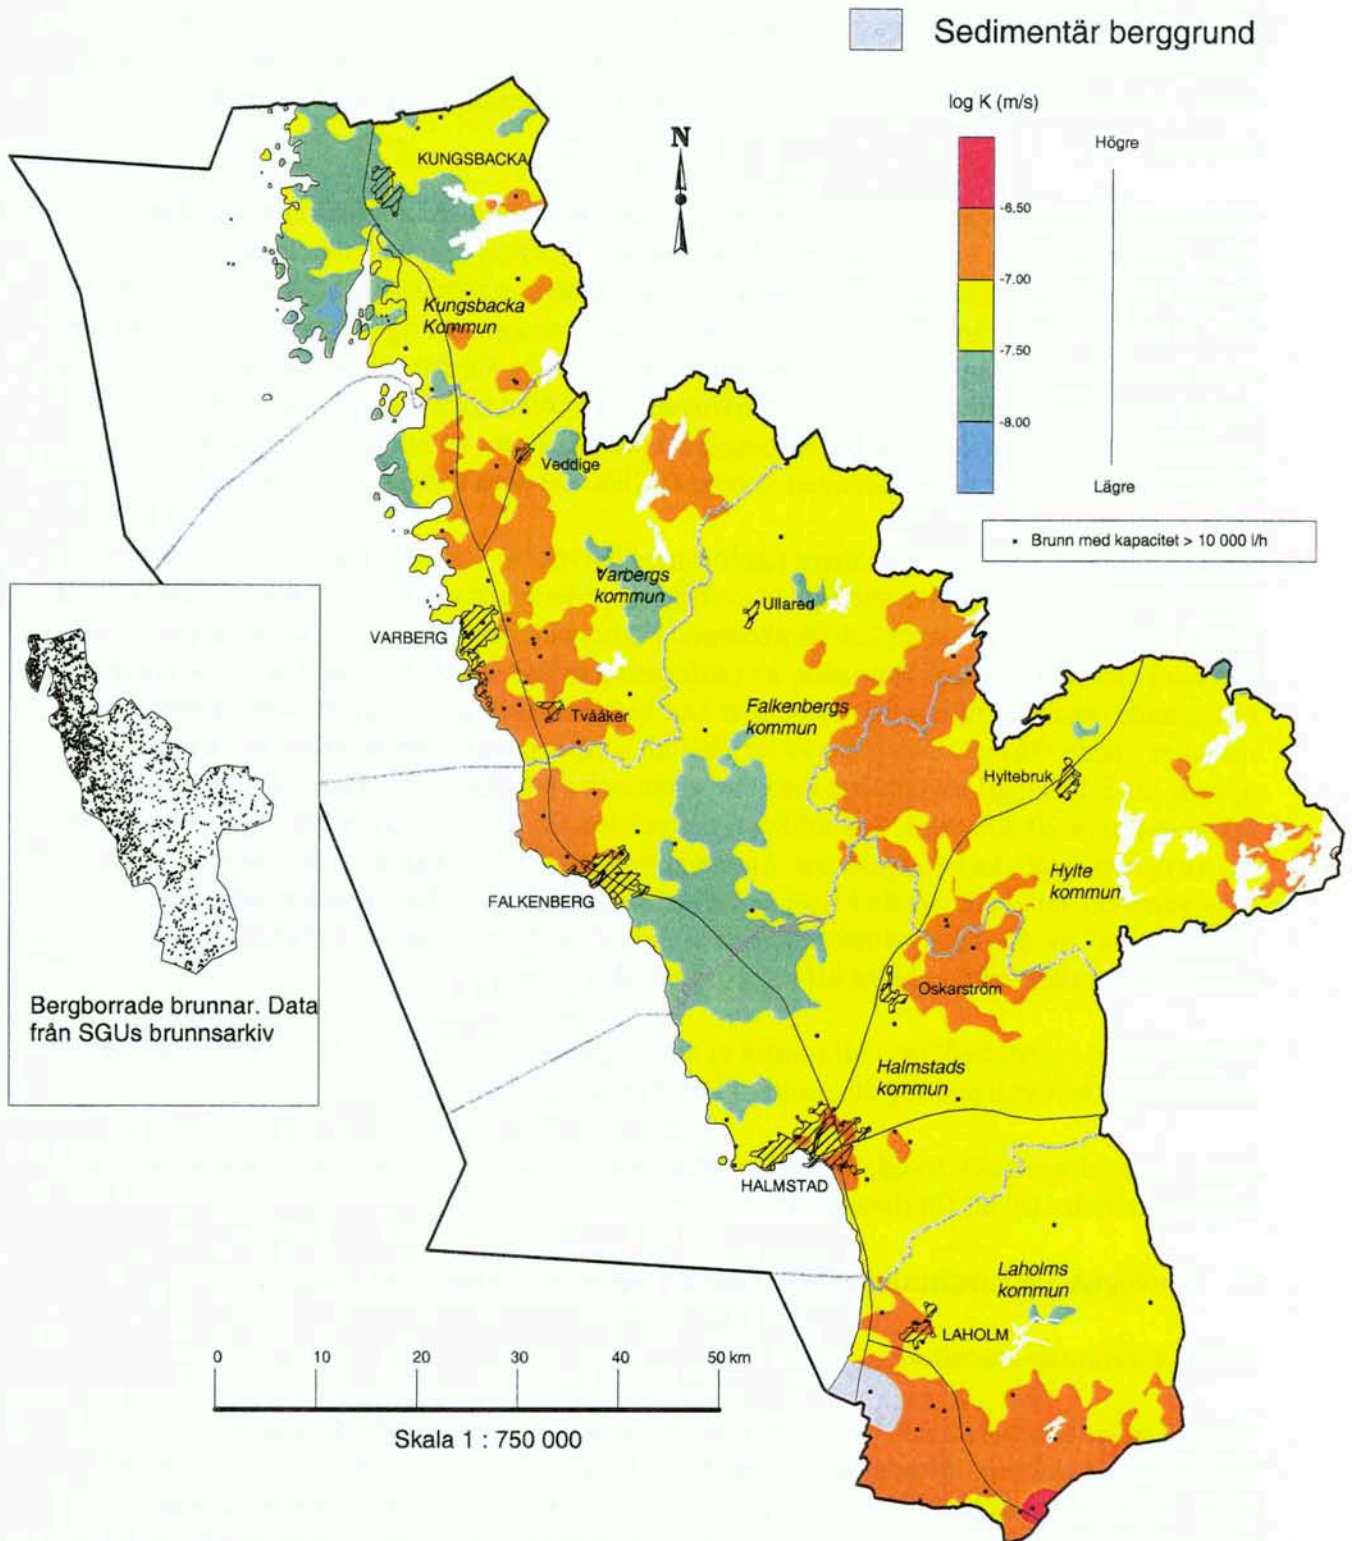 Sedimentär berggrund
log K (m/s)
Högre
-6.50
-7.00
-7.50
-8.00
Lägre
Brunn med kapacitet > 10 000 l/h
N
KUNGSBACKA
Kungsbacka
Kommun
Veddige
Varbergs
kommun
Ullared
VARBERG
Tvååker
Falkenbergs
kommun
Hyltebruk
Hylte
kommun
FALKENBERG
Oskarström
Bergborrade brunnar. Data
från SGUs brunnsarkiv
Halmstads
kommun
HALMSTAD
Laholms
kommun
LAHOLM
0 10 20 30 40 50 km
Skala 1 : 750 000